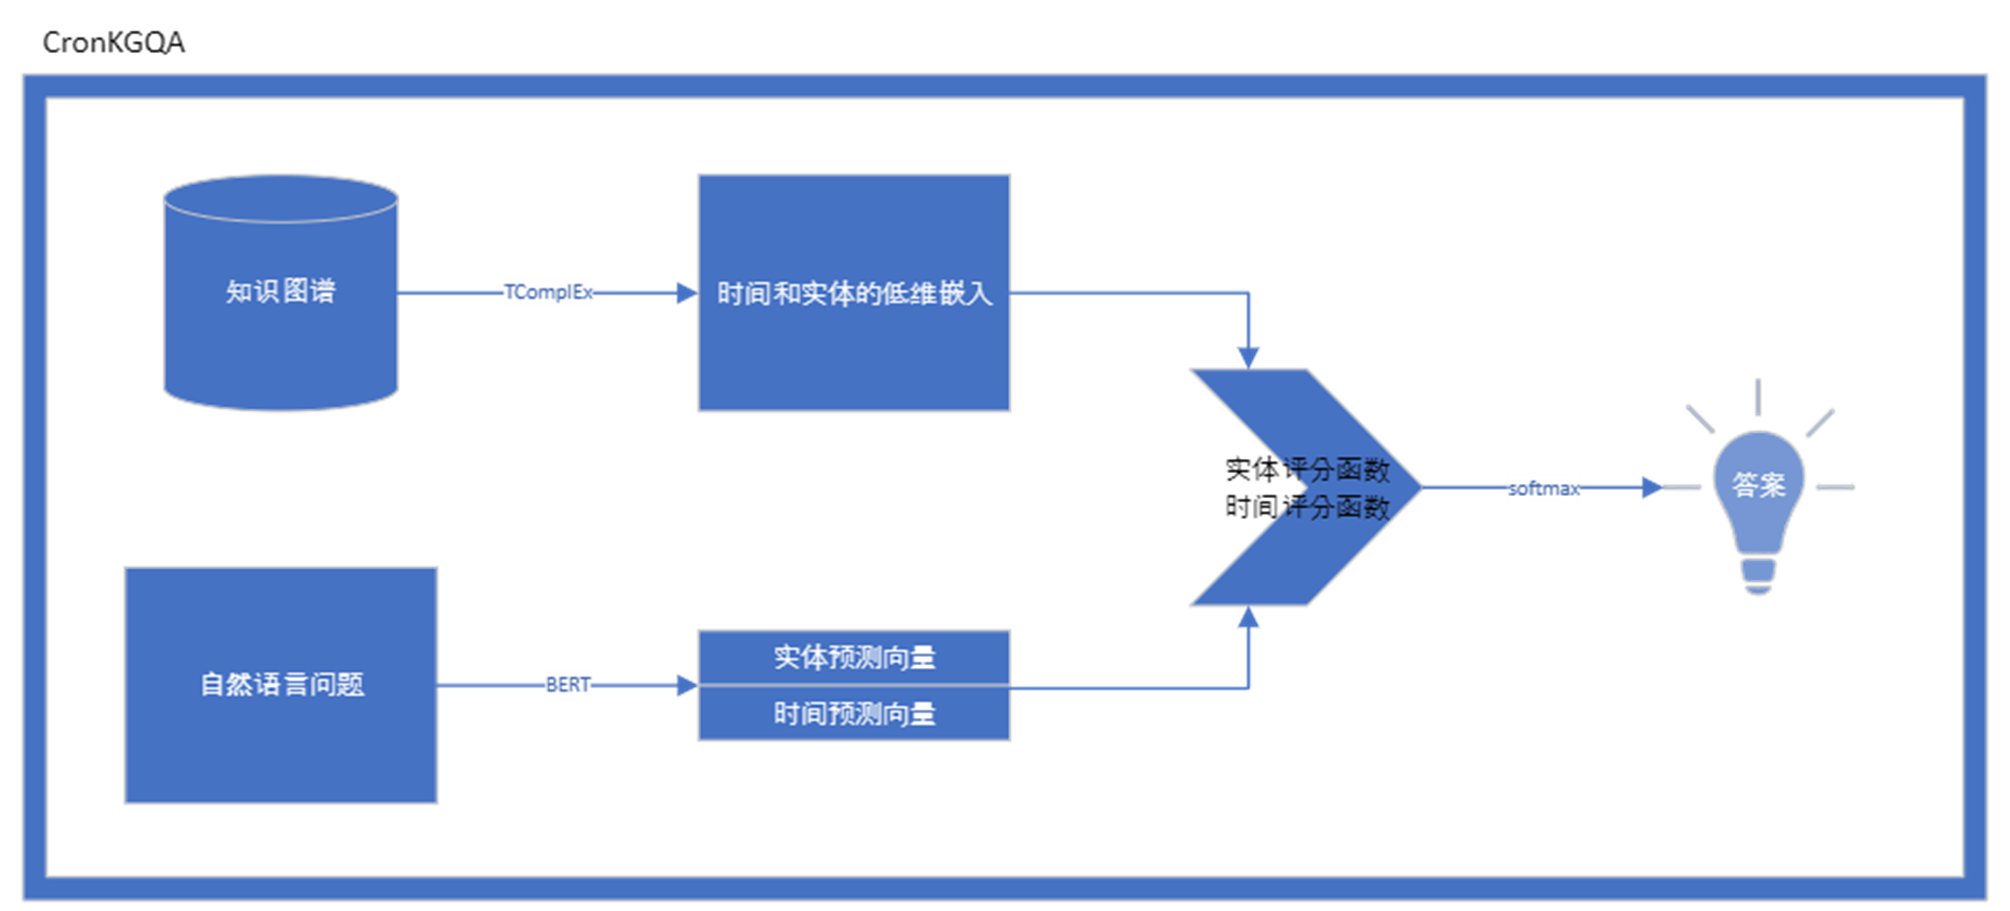 CronKGQA
知识图谱
TComplEx
时间和实体的低维嵌入
实体评分函数
时间评分函数
softmax
答案
自然语言问题
BERT
实体预测向量
时间预测向量